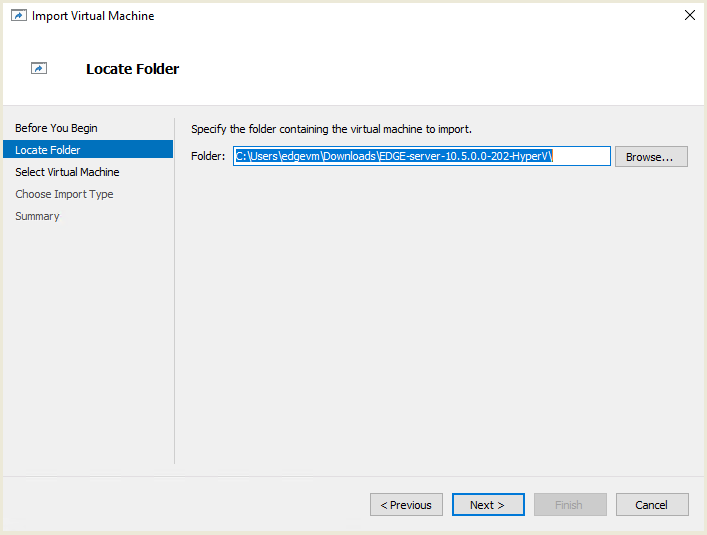 Import Virtual Machine
Locate Folder
Before You Begin
Locate Folder
Select Virtual Machine
Choose Import Type
Summary
Specify the folder containing the virtual machine to import.
Folder: C:\Users\edgevm\Downloads\EDGE-server-10.5.0.0-202-HyperV\ Browse...
< Previous Next > Finish Cancel